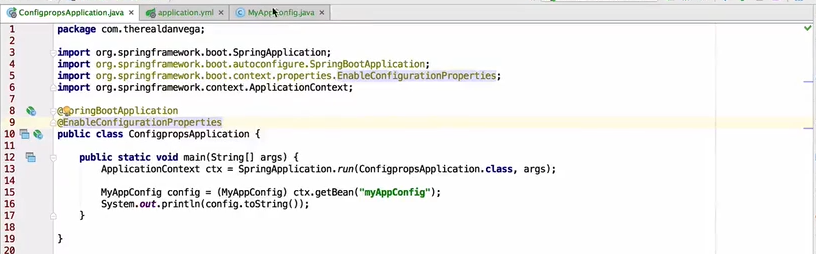 ConfigpropsApplication.java × application.yml × MyAppConfig.java ×
1 package com.therealdanvega;
2
3 import org.springframework.boot.SpringApplication;
4 import org.springframework.boot.autoconfigure.SpringBootApplication;
5 import org.springframework.boot.context.properties.EnableConfigurationProperties;
6 import org.springframework.context.ApplicationContext;
7
8 @SpringBootApplication
9 @EnableConfigurationProperties
10 public class ConfigpropsApplication {
11
12 public static void main(String[] args) {
13 ApplicationContext ctx = SpringApplication.run(ConfigpropsApplication.class, args);
14
15 MyAppConfig config = (MyAppConfig) ctx.getBean("myAppConfig");
16 System.out.println(config.toString());
17 }
18
19 }
20